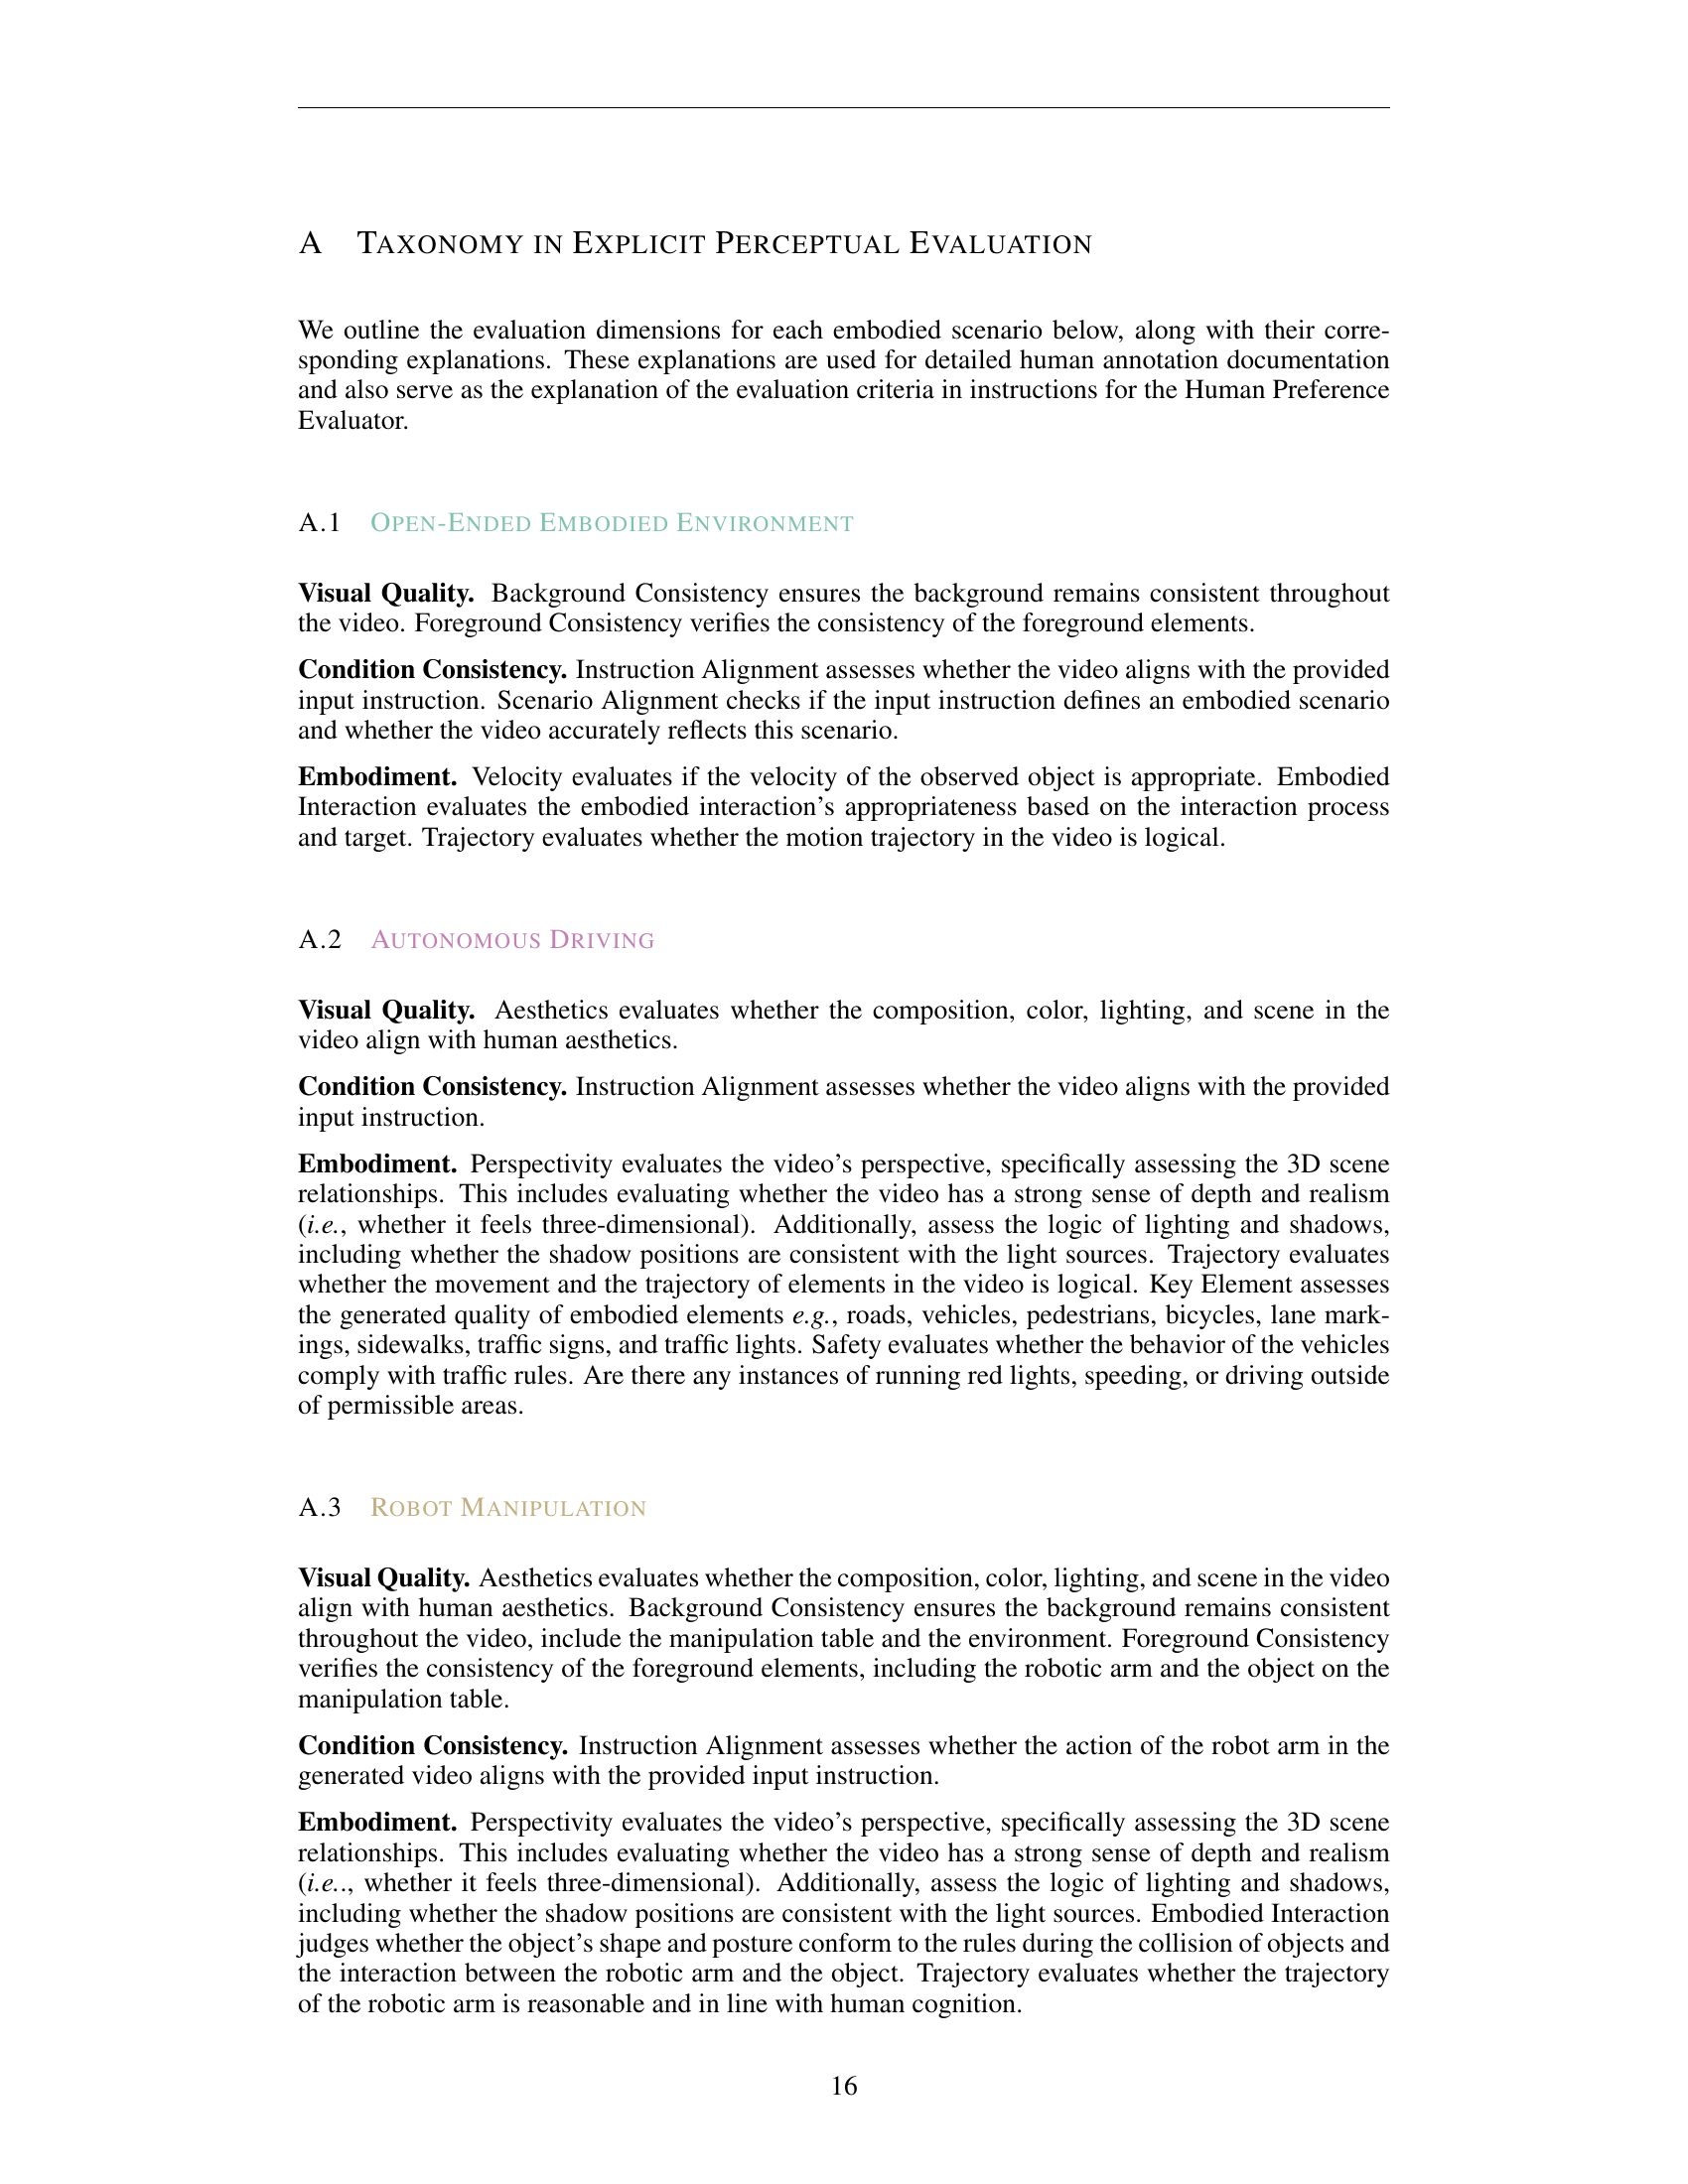 A TAXONOMY IN EXPLICIT PERCEPTUAL EVALUATION
We outline the evaluation dimensions for each embodied scenario below, along with their corre-
sponding explanations. These explanations are used for detailed human annotation documentation
and also serve as the explanation of the evaluation criteria in instructions for the Human Preference
Evaluator.
A.1 OPEN-ENDED EMBODIED ENVIRONMENT
Visual Quality. Background Consistency ensures the background remains consistent throughout
the video. Foreground Consistency verifies the consistency of the foreground elements.
Condition Consistency. Instruction Alignment assesses whether the video aligns with the provided
input instruction. Scenario Alignment checks if the input instruction defines an embodied scenario
and whether the video accurately reflects this scenario.
Embodiment. Velocity evaluates if the velocity of the observed object is appropriate. Embodied
Interaction evaluates the embodied interaction's appropriateness based on the interaction process
and target. Trajectory evaluates whether the motion trajectory in the video is logical.
A.2 AUTONOMOUS DRIVING
Visual Quality. Aesthetics evaluates whether the composition, color, lighting, and scene in the
video align with human aesthetics.
Condition Consistency. Instruction Alignment assesses whether the video aligns with the provided
input instruction.
Embodiment. Perspectivity evaluates the video's perspective, specifically assessing the 3D scene
relationships. This includes evaluating whether the video has a strong sense of depth and realism
(i.e., whether it feels three-dimensional). Additionally, assess the logic of lighting and shadows,
including whether the shadow positions are consistent with the light sources. Trajectory evaluates
whether the movement and the trajectory of elements in the video is logical. Key Element assesses
the generated quality of embodied elements e.g., roads, vehicles, pedestrians, bicycles, lane mark-
ings, sidewalks, traffic signs, and traffic lights. Safety evaluates whether the behavior of the vehicles
comply with traffic rules. Are there any instances of running red lights, speeding, or driving outside
of permissible areas.
A.3 ROBOT MANIPULATION
Visual Quality. Aesthetics evaluates whether the composition, color, lighting, and scene in the video
align with human aesthetics. Background Consistency ensures the background remains consistent
throughout the video, include the manipulation table and the environment. Foreground Consistency
verifies the consistency of the foreground elements, including the robotic arm and the object on the
manipulation table.
Condition Consistency. Instruction Alignment assesses whether the action of the robot arm in the
generated video aligns with the provided input instruction.
Embodiment. Perspectivity evaluates the video's perspective, specifically assessing the 3D scene
relationships. This includes evaluating whether the video has a strong sense of depth and realism
(i.e.., whether it feels three-dimensional). Additionally, assess the logic of lighting and shadows,
including whether the shadow positions are consistent with the light sources. Embodied Interaction
judges whether the object's shape and posture conform to the rules during the collision of objects and
the interaction between the robotic arm and the object. Trajectory evaluates whether the trajectory
of the robotic arm is reasonable and in line with human cognition.
16